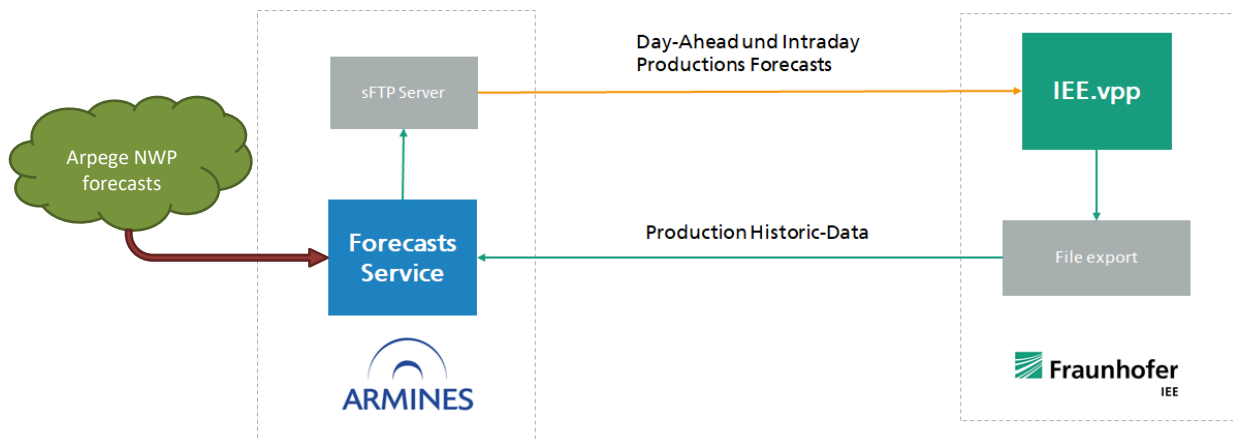 Arpege NWP
forecasts
sFTP Server
Forecasts
Service
ARMINES
Day-Ahead und Intraday
Productions Forecasts
Production Historic-Data
IEE.vpp
File export
Fraunhofer
IEE